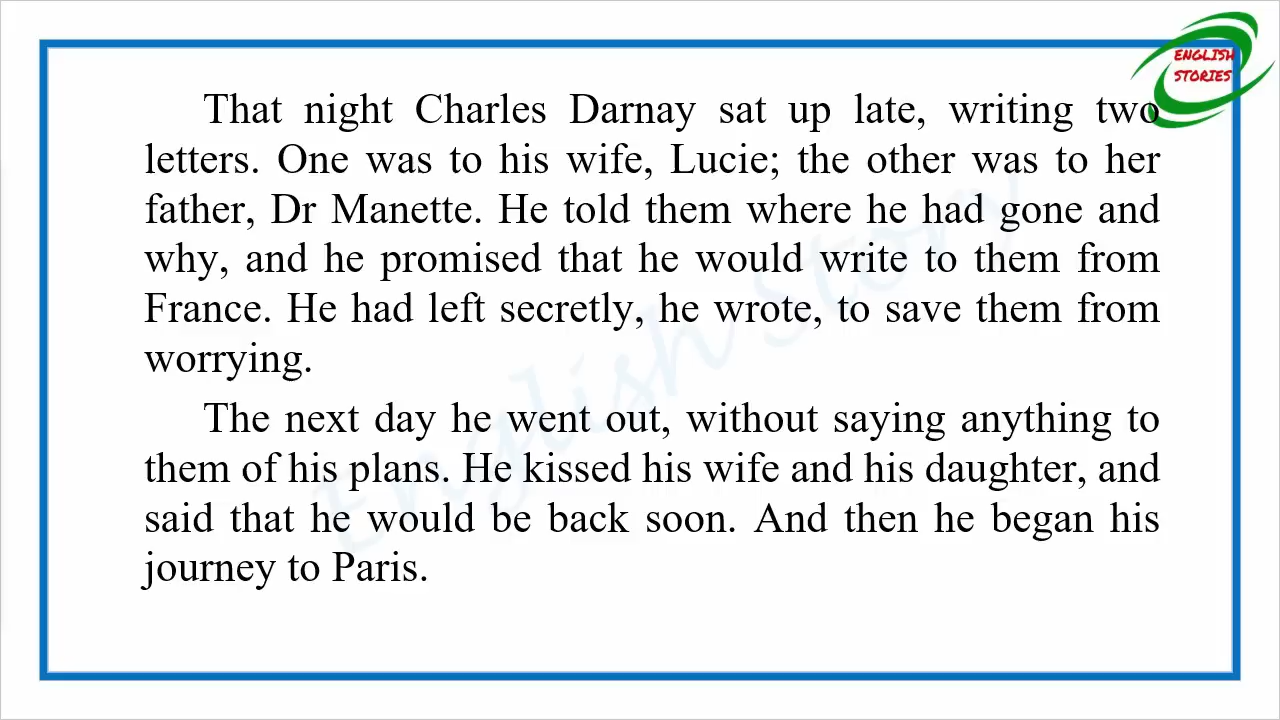 ENGLISH
STORIES
That night Charles Darnay sat up late, writing two
letters. One was to his wife, Lucie; the other was to her
father, Dr Manette. He told them where he had gone and
why, and he promised that he would write to them from
France. He had left secretly, he wrote, to save them from
worrying.
The next day he went out, without saying anything to
them of his plans. He kissed his wife and his daughter, and
said that he would be back soon. And then he began his
journey to Paris.
English Story